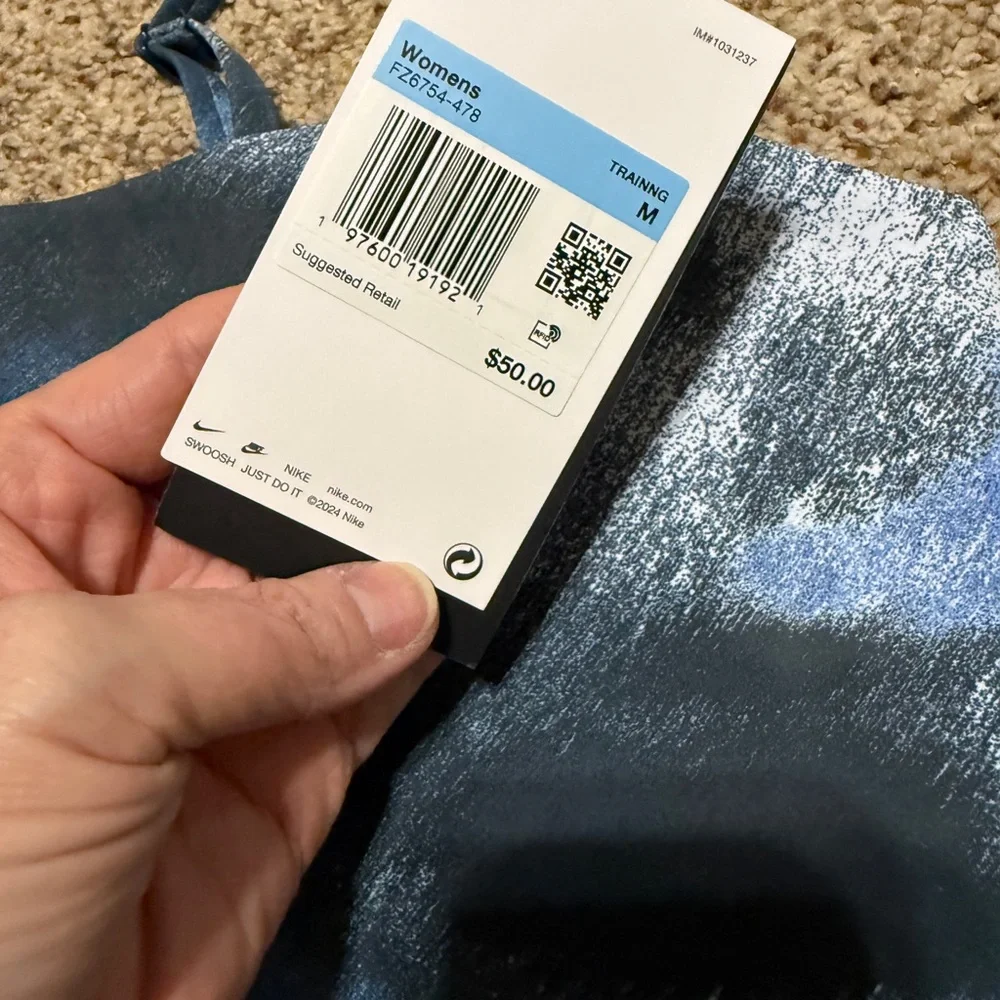 IM#1031237
Womens
FZ6754-478
TRAINNG
M
1 97600 19192 1
Suggested Retail
RFID
$50.00
NIKE nike.com
SWOOSH JUST DO IT ©2024 Nike